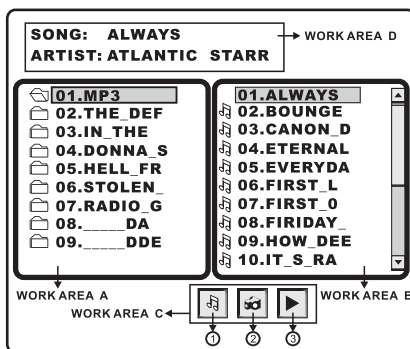 SONG: ALWAYS
ARTIST: ATLANTIC STARR
WORK AREA D
01.MP3
02.THE_DEF
03.IN_THE
04.DONNA_S
05.HELL_FR
06.STOLEN_
07.RADIO_G
08._____DA
09._____DDE
01.ALWAYS
02.BOUNGE
03.CANON_D
04.ETERNAL
05.EVERYDA
06.FIRST_L
07.FIRST_0
08.FIRIDAY_
09.HOW_DEE
10.IT_S_RA
WORK AREA A
WORK AREA B
WORK AREA C
1 2 3